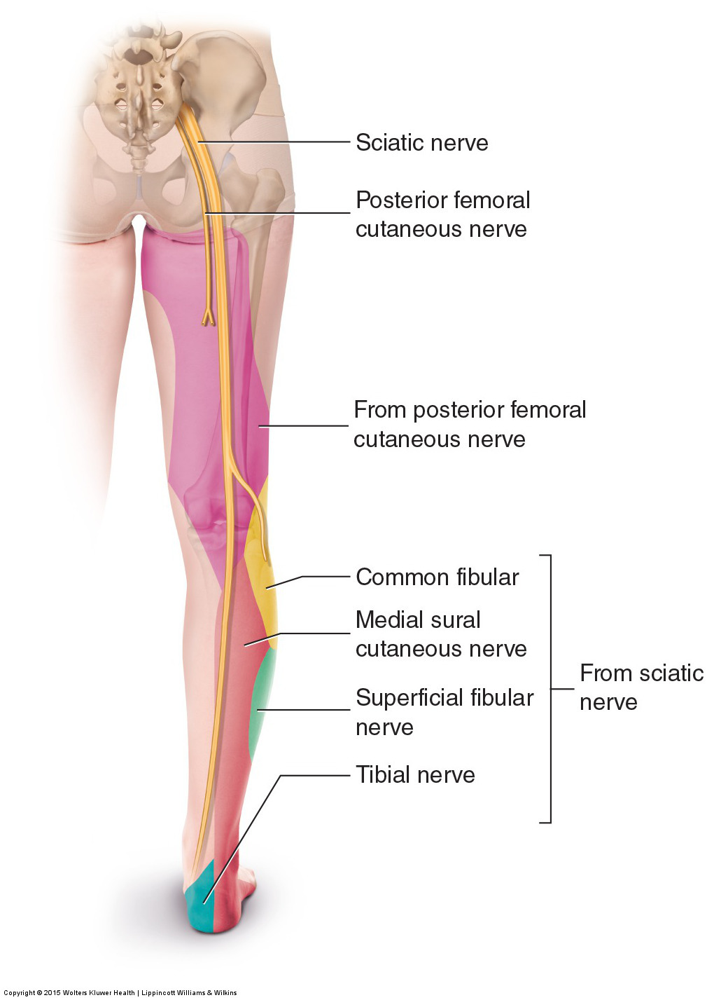 Sciatic nerve
Posterior femoral
cutaneous nerve
From posterior femoral
cutaneous nerve
Common fibular
Medial sural
cutaneous nerve
Superficial fibular
nerve
Tibial nerve
From sciatic
nerve
Copyright © 2015 Wolters Kluwer Health | Lippincott Williams & Wilkins